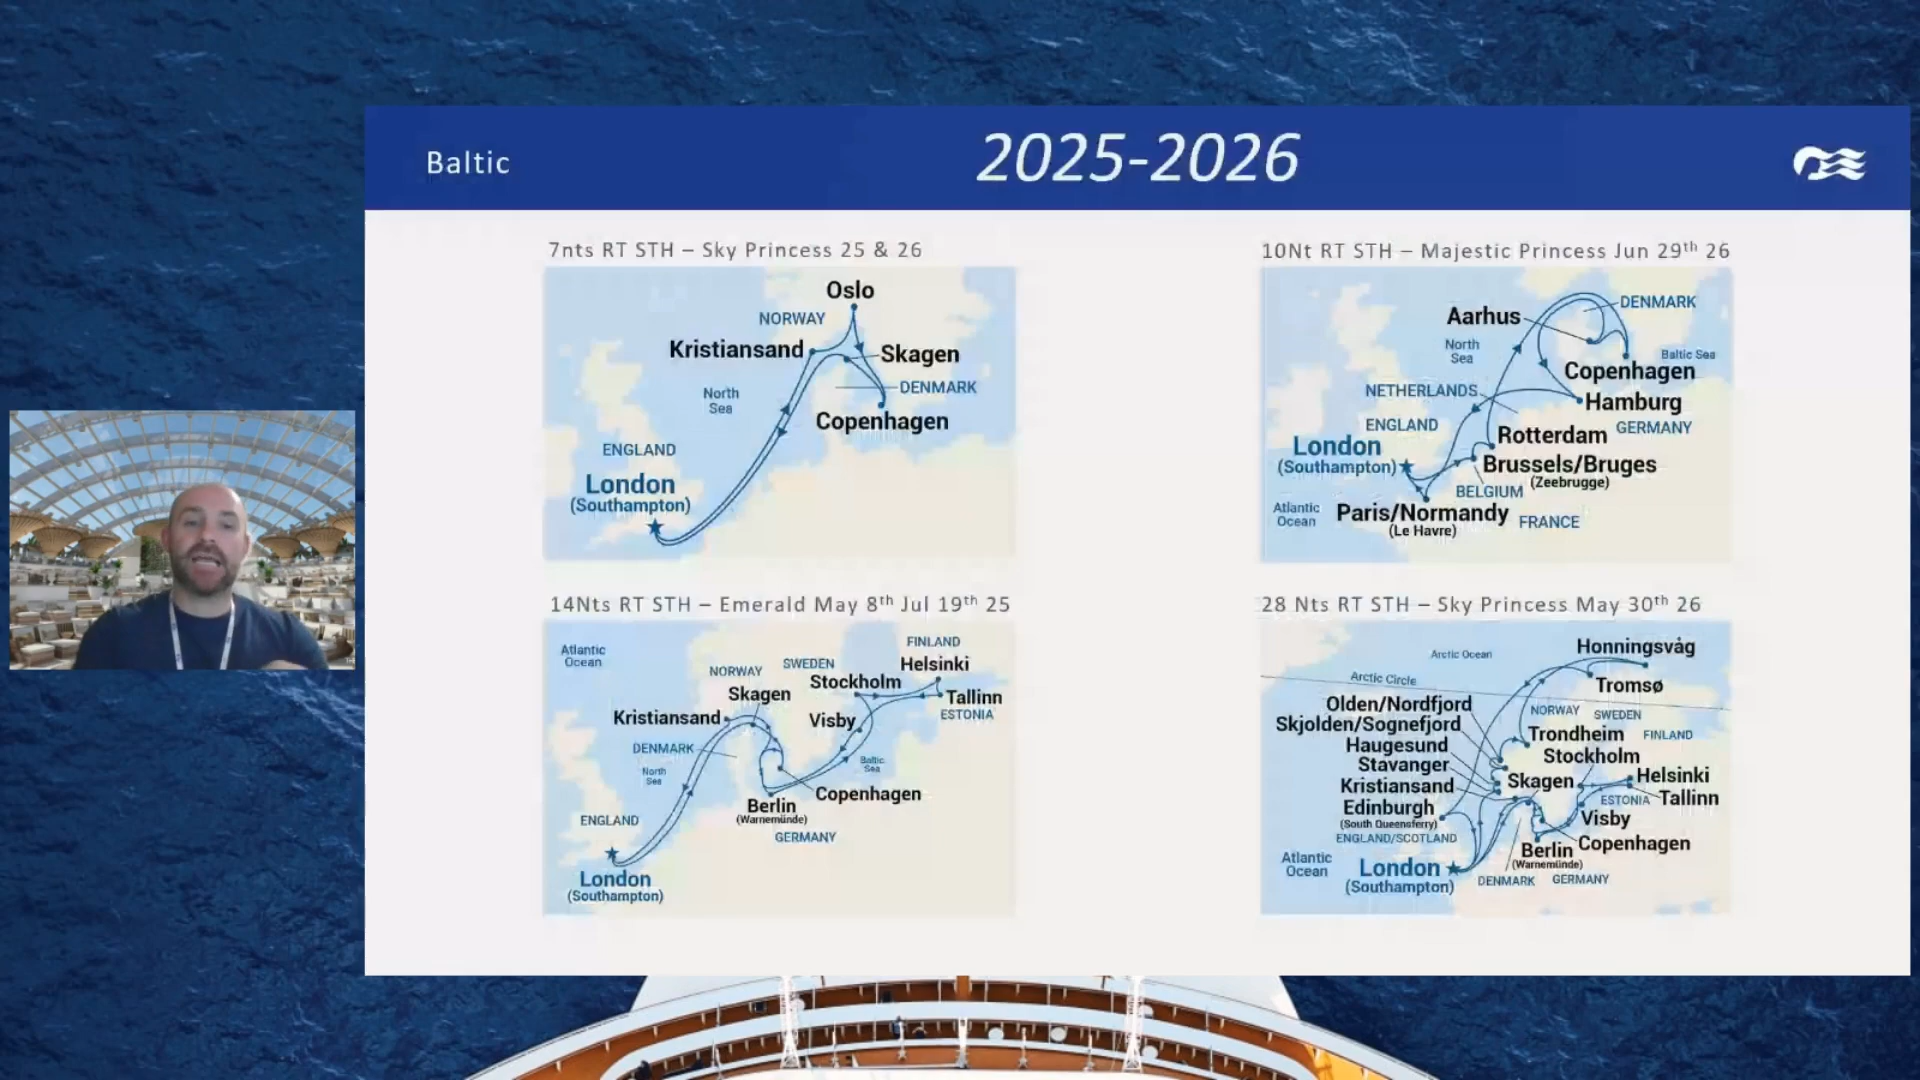 Baltic
2025-2026
7nts RT STH – Sky Princess 25 & 26
Oslo
NORWAY
Kristiansand
Skagen
North
Sea
DENMARK
Copenhagen
ENGLAND
London
(Southampton)
10Nt RT STH – Majestic Princess Jun 29th 26
DENMARK
Aarhus
North
Sea
Baltic Sea
Copenhagen
NETHERLANDS
Hamburg
ENGLAND
GERMANY
Rotterdam
London
(Southampton)
Brussels/Bruges
(Zeebrugge)
BELGIUM
Atlantic
Ocean
Paris/Normandy
(Le Havre)
FRANCE
14Nts RT STH – Emerald May 8th Jul 19th 25
Atlantic
Ocean
FINLAND
Helsinki
SWEDEN
NORWAY
Stockholm
Skagen
Tallinn
ESTONIA
Kristiansand
Visby
DENMARK
North
Sea
Baltic
Sea
Copenhagen
Berlin
(Warnemünde)
GERMANY
ENGLAND
London
(Southampton)
28 Nts RT STH – Sky Princess May 30th 26
Honningsvåg
Arctic Ocean
Arctic Circle
Tromsø
Olden/Nordfjord
NORWAY
SWEDEN
Skjolden/Sognefjord
Trondheim
FINLAND
Haugesund
Stockholm
Stavanger
Helsinki
Skagen
Kristiansand
ESTONIA
Tallinn
Edinburgh
(South Queensferry)
Visby
ENGLAND/SCOTLAND
Copenhagen
Berlin
(Warnemünde)
Atlantic
Ocean
London
(Southampton)
DENMARK
GERMANY